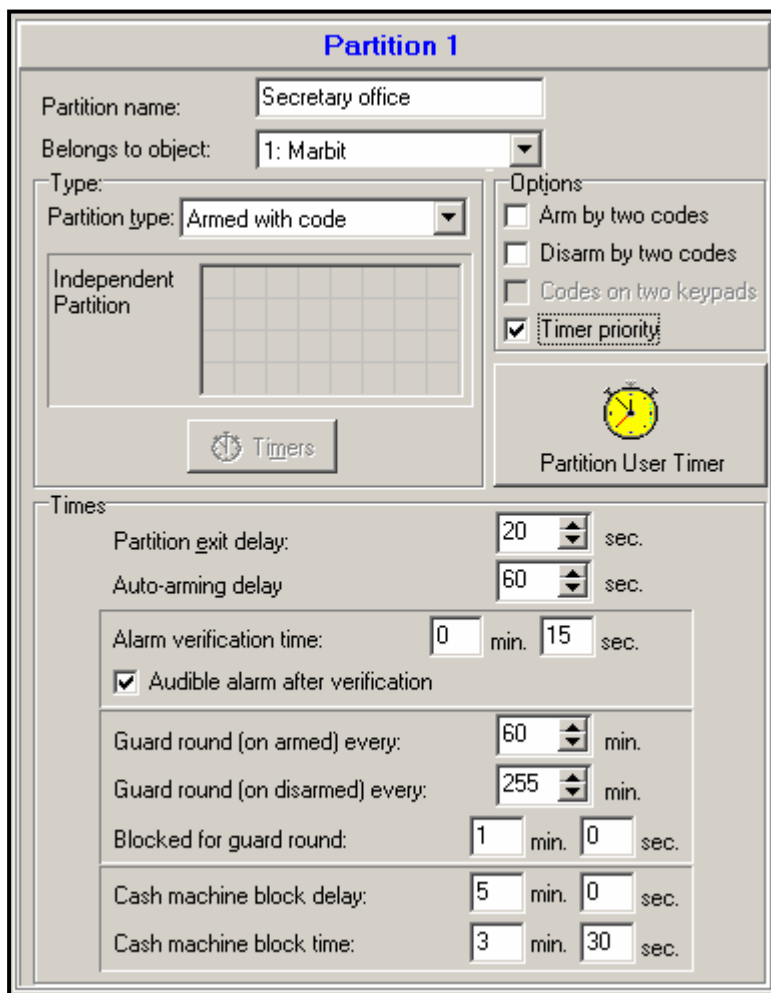 Partition 1
Partition name: Secretary office
Belongs to object: 1: Marbit
Type:
Partition type: Armed with code
Independent
Partition
Timers
Options
Arm by two codes
Disarm by two codes
Codes on two keypads
Timer priority
Partition User Timer
Times
Partition exit delay: 20 sec.
Auto-arming delay 60 sec.
Alarm verification time: 0 min. 15 sec.
Audible alarm after verification
Guard round (on armed) every: 60 min.
Guard round (on disarmed) every: 255 min.
Blocked for guard round: 1 min. 0 sec.
Cash machine block delay: 5 min. 0 sec.
Cash machine block time: 3 min. 30 sec.